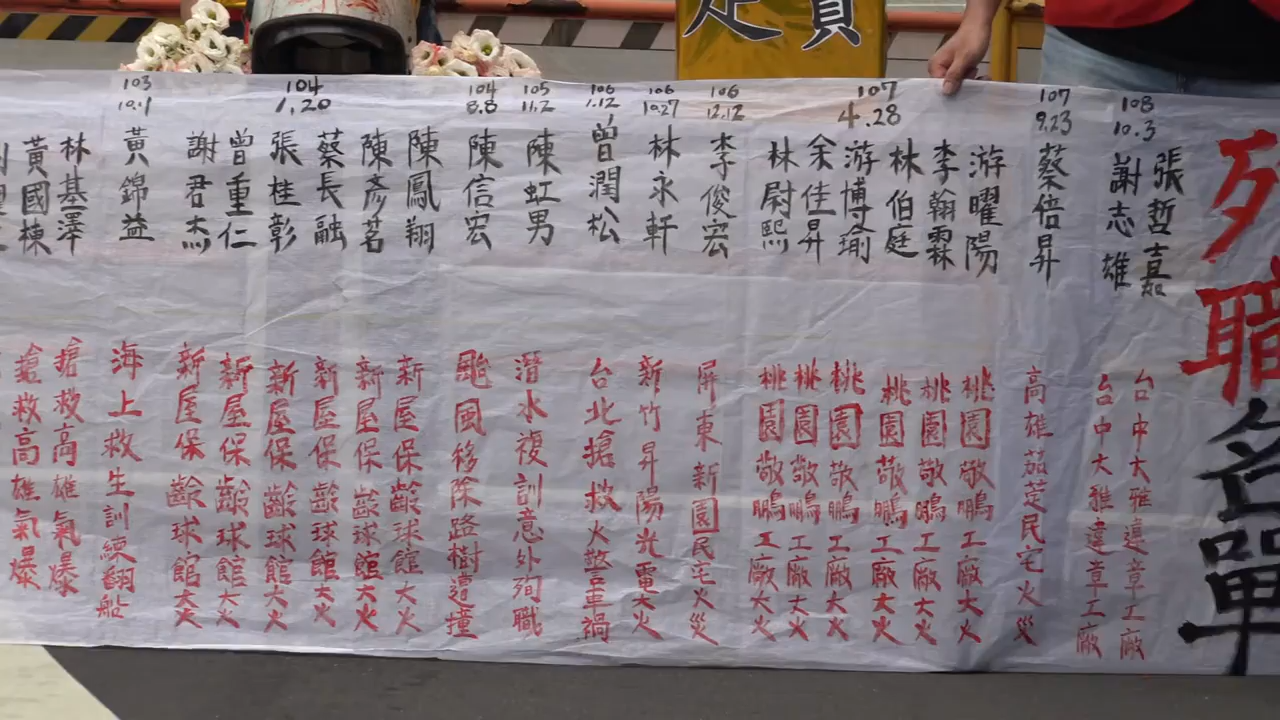 殉職名單
108
10.3
張哲嘉
台中大雅違章工廠
謝志雄
台中大雅違章工廠
107
9.23
蔡倍昇
高雄茄萣民宅火災
107
4.28
游曜陽
桃園敬鵬工廠大火
李翰霖
桃園敬鵬工廠大火
林伯庭
桃園敬鵬工廠大火
游博瑜
桃園敬鵬工廠大火
余佳昇
桃園敬鵬工廠大火
林尉熙
桃園敬鵬工廠大火
106
12.12
李俊宏
屏東新園民宅火災
106
10.27
林永軒
新竹昇陽光電大火
106
1.12
曾潤松
台北搶救火警車禍
105
11.2
陳虹男
潛水複訓意外殉職
104
8.8
陳信宏
颱風移除路樹遭撞
104
1.20
陳鳳翔
新屋保齡球館大火
陳彥茗
新屋保齡球館大火
蔡長融
新屋保齡球館大火
張桂彰
新屋保齡球館大火
曾重仁
新屋保齡球館大火
謝君杰
新屋保齡球館大火
103
10.1
黃錦益
海上救生訓練翻船
林基澤
搶救高雄氣爆
黃國棟
搶救高雄氣爆